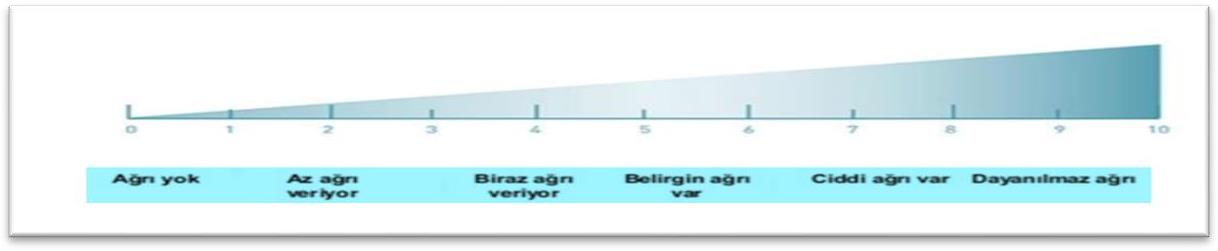 0 1 2 3 4 5 6 7 8 9 10
Ağrı yok Az ağrı Biraz ağrı Belirgin ağrı Ciddi ağrı var Dayanılmaz ağrı
veriyor veriyor var